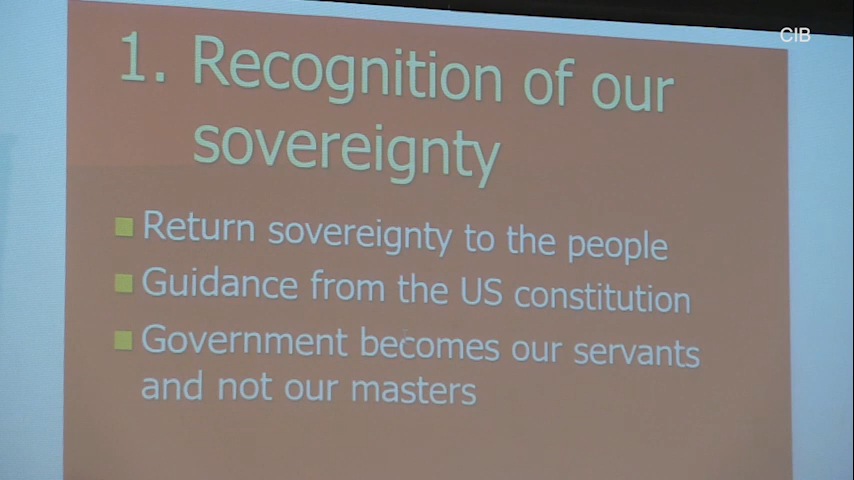 CIB
1. Recognition of our
sovereignty
Return sovereignty to the people
Guidance from the US constitution
Government becomes our servants
and not our masters